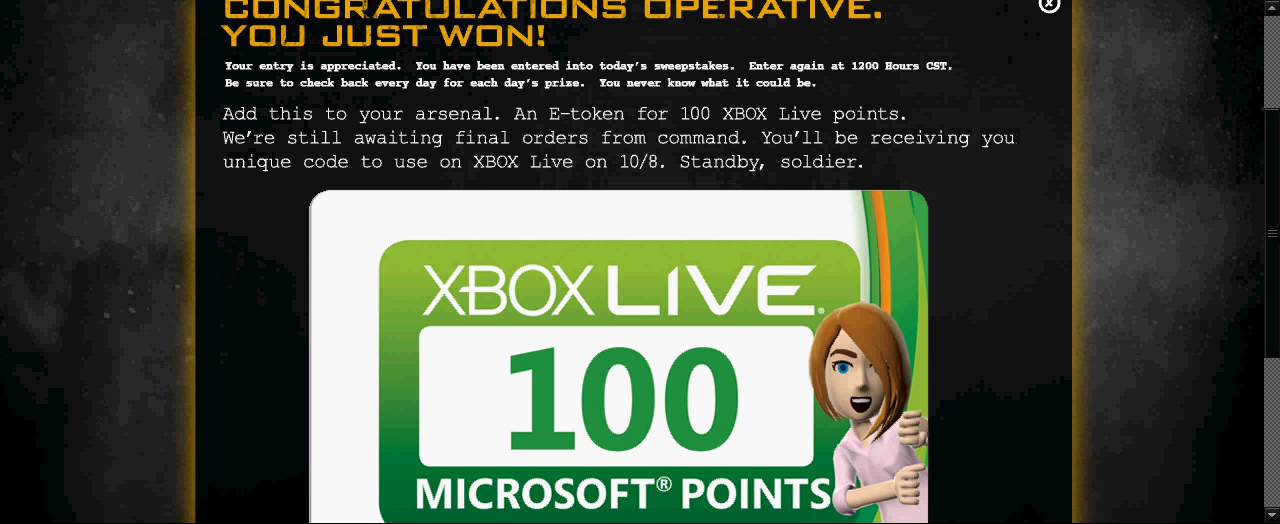 CONGRATULATIONS OPERATIVE.
YOU JUST WON!
Your entry is appreciated. You have been entered into today's sweepstakes. Enter again at 1200 Hours CST.
Be sure to check back every day for each day's prize. You never know what it could be.
Add this to your arsenal. An E-token for 100 XBOX Live points.
We're still awaiting final orders from command. You'll be receiving you
unique code to use on XBOX Live on 10/8. Standby, soldier.
XBOX LIVE®
100
MICROSOFT® POINTS